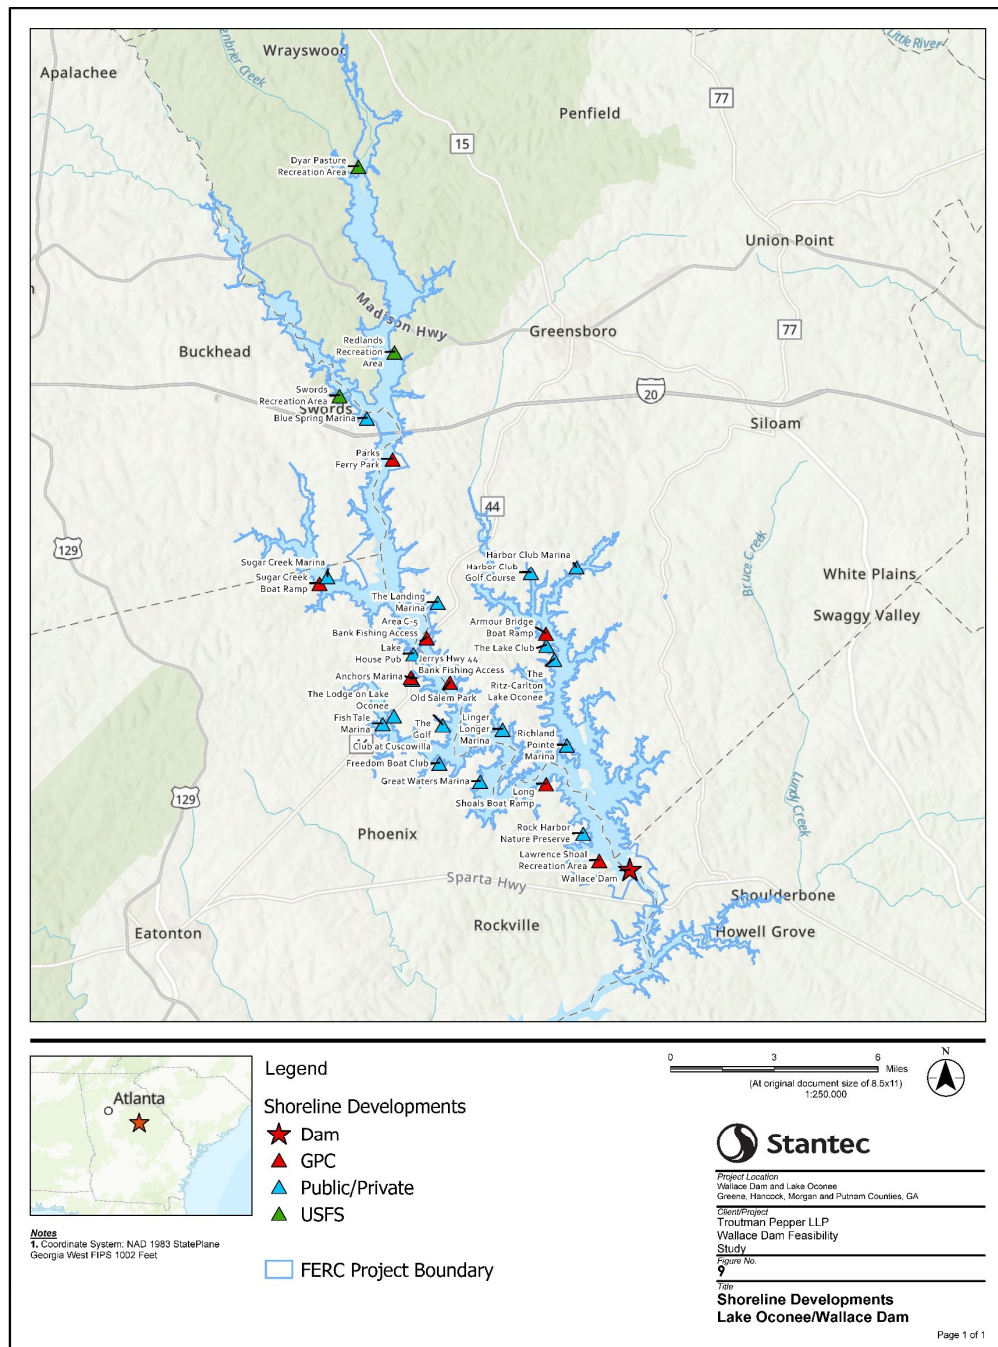 Wrayswood
Little River
Apalachee
77
Penfield
15
Dyar Pasture
Recreation Area
Union Point
Madison Hwy
Greensboro
77
Redlands
Recreation
Area
Buckhead
20
Swords
Recreation Area
Swords
Blue Spring Marina
Siloam
Parks
Ferry Park
44
129
Bruce Creek
Sugar Creek Marina
Sugar Creek
Boat Ramp
Harbor Club Marina
Harbor Club
Golf Course
White Plains
The Landing
Marina
Swaggy Valley
Area C-5
Bank Fishing Access
Armour Bridge
Boat Ramp
Lake
House Pub
The Lake Club
Jerrys Hwy 44
Bank Fishing Access
Anchors Marina
The
Ritz-Carlton
Lake Oconee
The Lodge on Lake
Oconee
Old Salem Park
Fish Tale
Marina
The
Golf
Club at Cuscowilla
Linger
Longer
Marina
Richland
Pointe
Marina
Freedom Boat Club
Great Waters Marina
Long
Shoals Boat Ramp
129
Lundy Creek
Phoenix
Rock Harbor
Nature Preserve
Lawrence Shoal
Recreation Area
Wallace Dam
Sparta Hwy
Shoulderbone
Rockville
Howell Grove
Eatonton
Atlanta
Notes
1. Coordinate System: NAD 1983 StatePlane
Georgia West FIPS 1002 Feet
Legend
Shoreline Developments
Dam
GPC
Public/Private
USFS
FERC Project Boundary
0 3 6
Miles
(At original document size of 8.5x11)
1:250,000
N
Stantec
Project Location
Wallace Dam and Lake Oconee
Greene, Hancock, Morgan and Putnam Counties, GA
Client/Project
Troutman Pepper LLP
Wallace Dam Feasibility
Study
Figure No.
9
Title
Shoreline Developments
Lake Oconee/Wallace Dam
Page 1 of 1